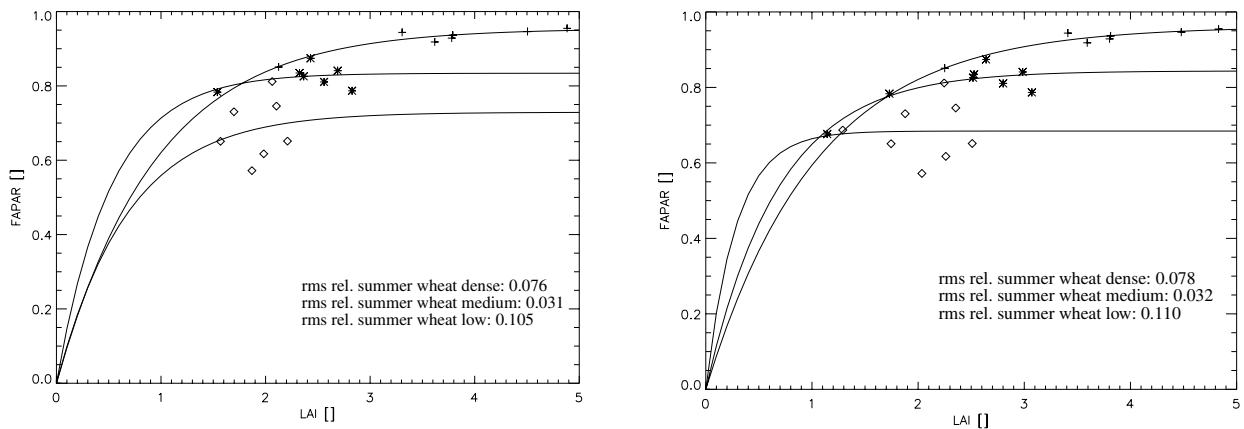 1.0
0.8
0.6
0.4
0.2
0.0
FAPAR []
rms rel. summer wheat dense: 0.076
rms rel. summer wheat medium: 0.031
rms rel. summer wheat low: 0.105
0 1 2 3 4 5
LAI []
1.0
0.8
0.6
0.4
0.2
0.0
FAPAR []
rms rel. summer wheat dense: 0.078
rms rel. summer wheat medium: 0.032
rms rel. summer wheat low: 0.110
0 1 2 3 4 5
LAI []